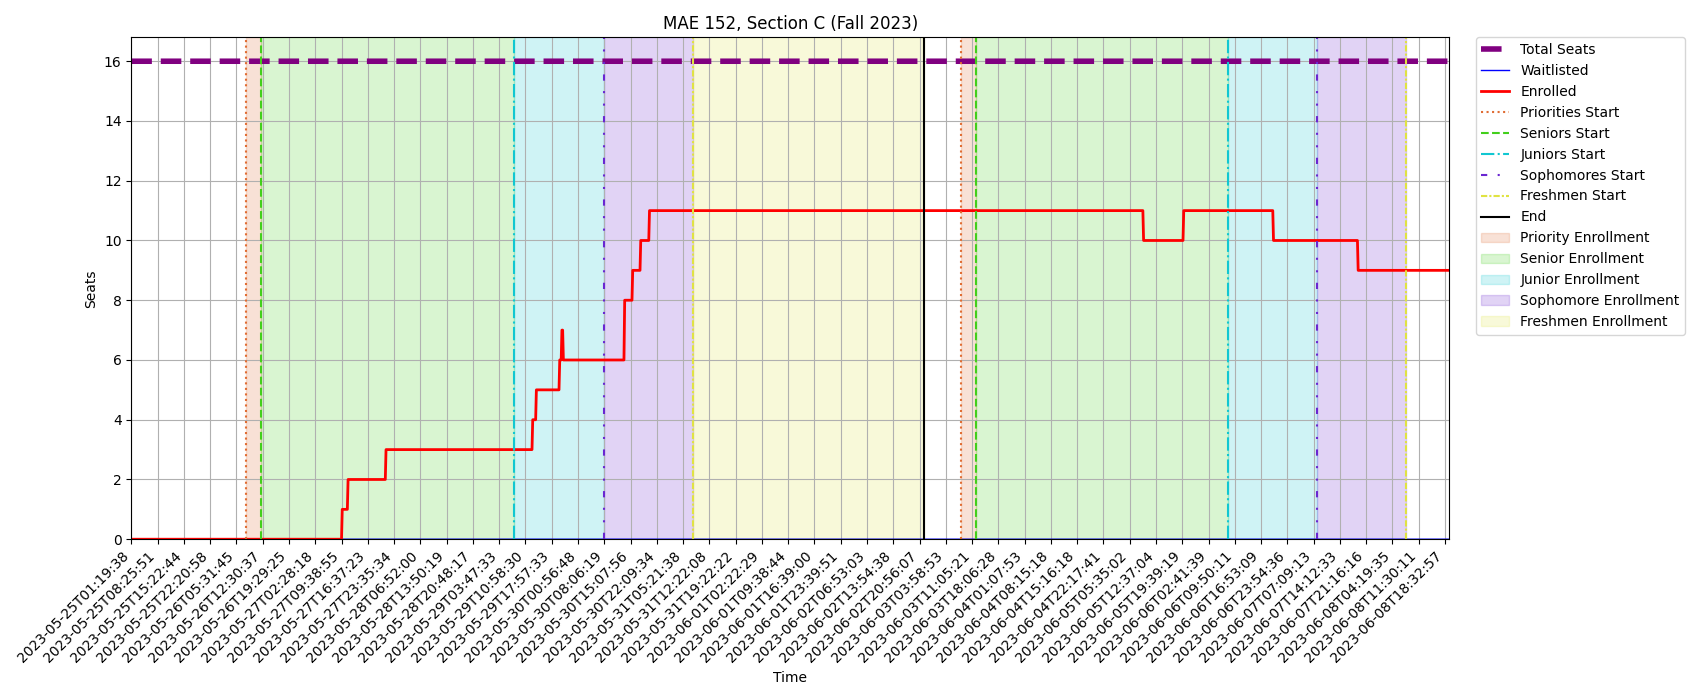 MAE 152, Section C (Fall 2023)
Seats
16
14
12
10
8
6
4
2
0
2023-05-25T01:19:38
2023-05-25T08:25:51
2023-05-25T15:22:44
2023-05-25T22:20:58
2023-05-26T05:31:45
2023-05-26T12:30:37
2023-05-26T19:29:25
2023-05-27T02:28:18
2023-05-27T09:38:55
2023-05-27T16:37:23
2023-05-27T23:35:34
2023-05-28T06:52:00
2023-05-28T13:50:19
2023-05-28T20:48:17
2023-05-29T03:47:33
2023-05-29T10:58:30
2023-05-29T17:57:33
2023-05-30T00:56:48
2023-05-30T08:06:19
2023-05-30T15:07:56
2023-05-30T22:09:34
2023-05-31T05:21:38
2023-05-31T12:22:08
2023-05-31T19:22:22
2023-06-01T02:22:29
2023-06-01T09:38:44
2023-06-01T16:39:00
2023-06-01T23:39:51
2023-06-02T06:53:03
2023-06-02T13:54:38
2023-06-02T20:56:07
2023-06-03T03:58:53
2023-06-03T11:05:21
2023-06-03T18:06:28
2023-06-04T01:07:53
2023-06-04T08:15:18
2023-06-04T15:16:18
2023-06-04T22:17:41
2023-06-05T05:35:02
2023-06-05T12:37:04
2023-06-05T19:39:19
2023-06-06T02:41:39
2023-06-06T09:50:11
2023-06-06T16:53:09
2023-06-06T23:54:36
2023-06-07T07:09:13
2023-06-07T14:12:33
2023-06-07T21:16:16
2023-06-08T04:19:35
2023-06-08T11:30:11
2023-06-08T18:32:57
Time
Total Seats
Waitlisted
Enrolled
Priorities Start
Seniors Start
Juniors Start
Sophomores Start
Freshmen Start
End
Priority Enrollment
Senior Enrollment
Junior Enrollment
Sophomore Enrollment
Freshmen Enrollment